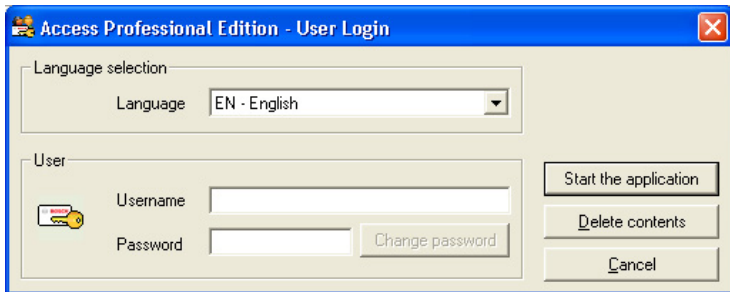 Access Professional Edition - User Login
Language selection
Language EN - English
User
Username
Password Change password
Start the application
Delete contents
Cancel
BOSCH